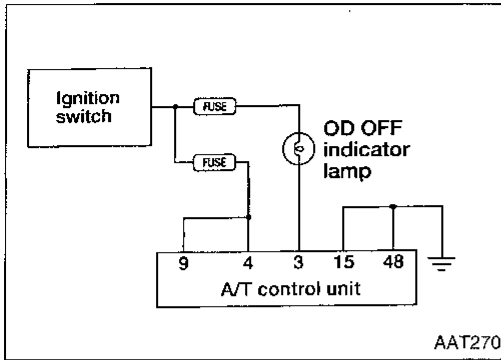 Ignition
switch
FUSE
OD OFF
indicator
lamp
FUSE
9 4 3 15 48
A/T control unit
AAT270